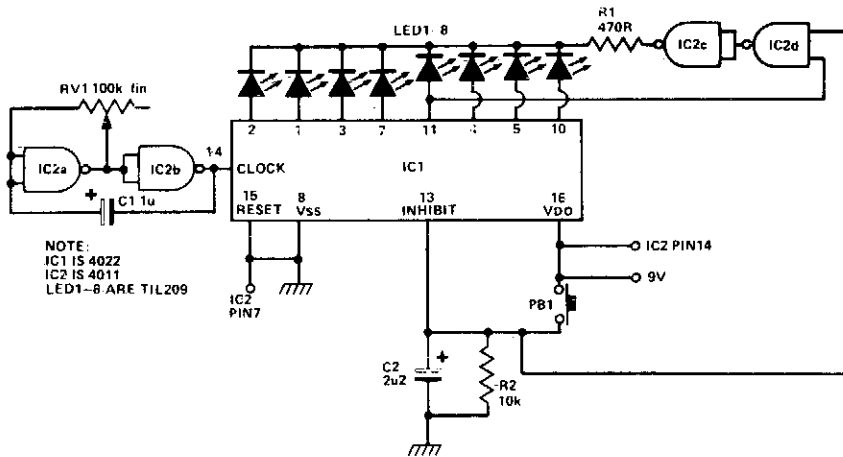 LED1-8
R1
470R
IC2c
IC2d
RV1 100k lin
2
1
3
7
11
4
5
10
IC2a
IC2b
14
CLOCK
IC1
C1 1u
+
15
RESET
8
VSS
13
INHIBIT
16
VDD
NOTE:
IC1 IS 4022
IC2 IS 4011
LED1-8 ARE TIL209
IC2
PIN7
IC2 PIN14
9V
PB1
C2
2u2
+
R2
10k